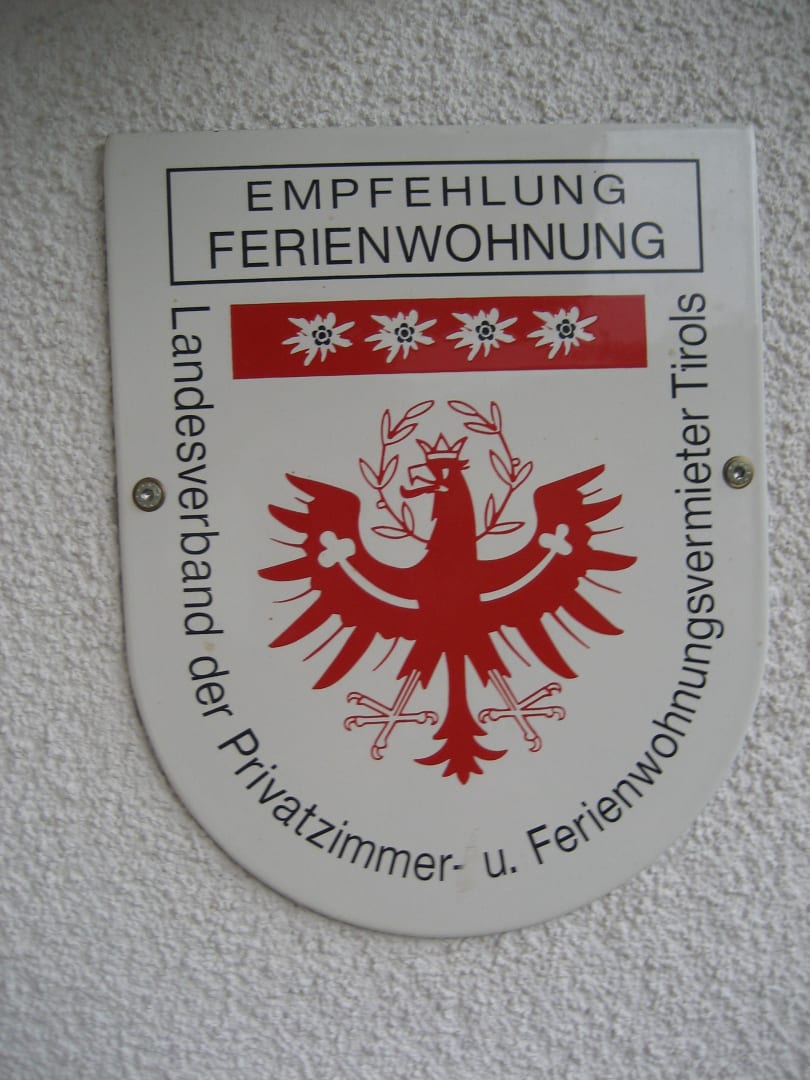 EMPFEHLUNG
FERIENWOHNUNG
Landesverband der Privatzimmer- u. Ferienwohnungsvermieter Tirols